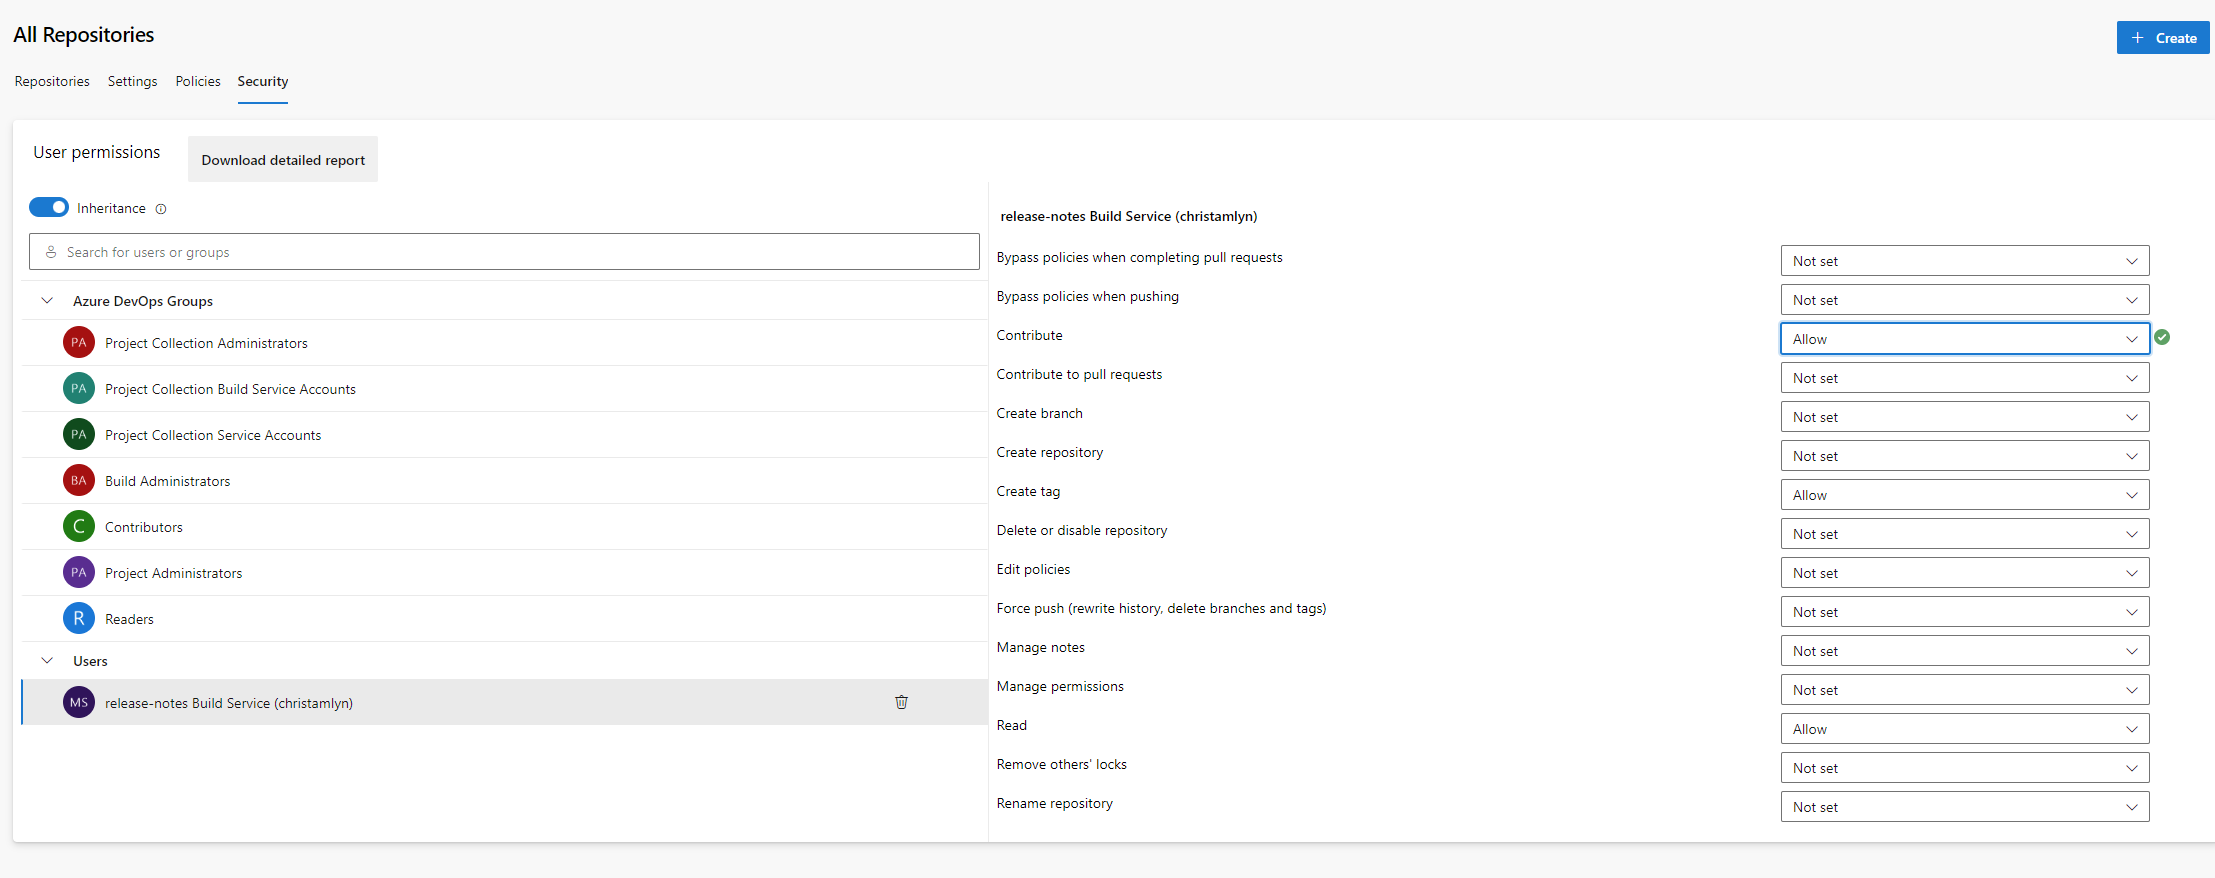 All Repositories
+ Create
Repositories Settings Policies Security
User permissions
Download detailed report
Inheritance
Search for users or groups
Azure DevOps Groups
PA Project Collection Administrators
PA Project Collection Build Service Accounts
PA Project Collection Service Accounts
BA Build Administrators
C Contributors
PA Project Administrators
R Readers
Users
MS release-notes Build Service (christamlyn)
release-notes Build Service (christamlyn)
Bypass policies when completing pull requests Not set
Bypass policies when pushing Not set
Contribute Allow
Contribute to pull requests Not set
Create branch Not set
Create repository Not set
Create tag Allow
Delete or disable repository Not set
Edit policies Not set
Force push (rewrite history, delete branches and tags) Not set
Manage notes Not set
Manage permissions Not set
Read Allow
Remove others' locks Not set
Rename repository Not set